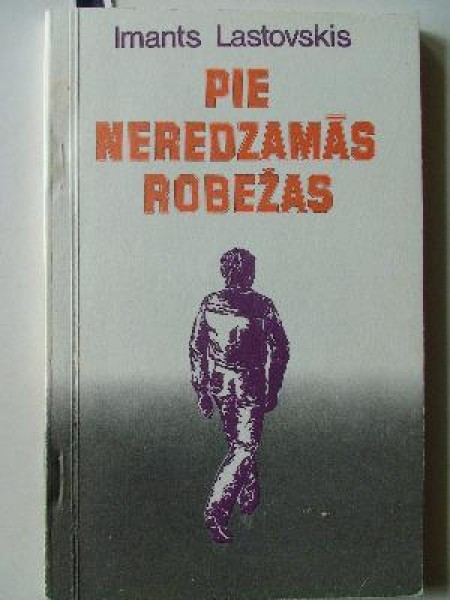 Imants Lastovskis
PIE
NEREDZAMĀS
ROBEŽAS